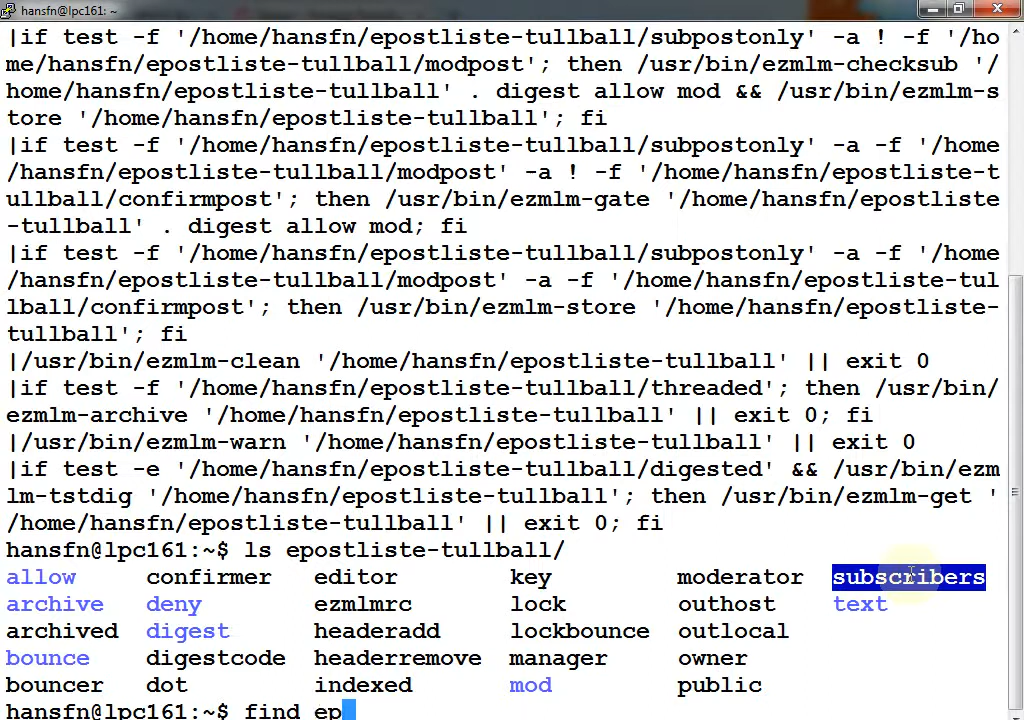 hansfn@lpc161: ~
|if test -f '/home/hansfn/epostliste-tullball/subpostonly' -a ! -f '/ho
me/hansfn/epostliste-tullball/modpost'; then /usr/bin/ezmlm-checksub '/
home/hansfn/epostliste-tullball' . digest allow mod && /usr/bin/ezmlm-s
tore '/home/hansfn/epostliste-tullball'; fi
|if test -f '/home/hansfn/epostliste-tullball/subpostonly' -a -f '/home
/hansfn/epostliste-tullball/modpost' -a ! -f '/home/hansfn/epostliste-t
ullball/confirmpost'; then /usr/bin/ezmlm-gate '/home/hansfn/epostliste
-tullball' . digest allow mod; fi
|if test -f '/home/hansfn/epostliste-tullball/subpostonly' -a -f '/home
/hansfn/epostliste-tullball/modpost' -a -f '/home/hansfn/epostliste-tul
lball/confirmpost'; then /usr/bin/ezmlm-store '/home/hansfn/epostliste-
tullball'; fi
|/usr/bin/ezmlm-clean '/home/hansfn/epostliste-tullball' || exit 0
|if test -f '/home/hansfn/epostliste-tullball/threaded'; then /usr/bin/
ezmlm-archive '/home/hansfn/epostliste-tullball' || exit 0; fi
|/usr/bin/ezmlm-warn '/home/hansfn/epostliste-tullball' || exit 0
|if test -e '/home/hansfn/epostliste-tullball/digested' && /usr/bin/ezm
lm-tstdig '/home/hansfn/epostliste-tullball'; then /usr/bin/ezmlm-get '
/home/hansfn/epostliste-tullball' || exit 0; fi
hansfn@lpc161:~$ ls epostliste-tullball/
allow confirmer editor key moderator subscribers
archive deny ezmlmrc lock outhost text
archived digest headeradd lockbounce outlocal
bounce digestcode headerremove manager owner
bouncer dot indexed mod public
hansfn@lpc161:~$ find ep